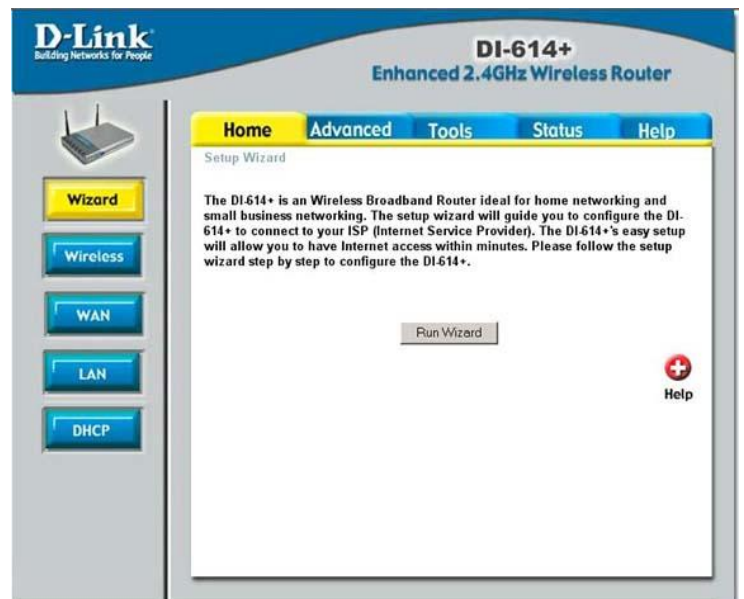 D-Link
Building Networks for People
DI-614+
Enhanced 2.4GHz Wireless Router
Home Advanced Tools Status Help
Wizard
Wireless
WAN
LAN
DHCP
Setup Wizard
The DI-614+ is an Wireless Broadband Router ideal for home networking and
small business networking. The setup wizard will guide you to configure the DI-
614+ to connect to your ISP (Internet Service Provider). The DI-614+'s easy setup
will allow you to have Internet access within minutes. Please follow the setup
wizard step by step to configure the DI-614+.
Run Wizard
Help